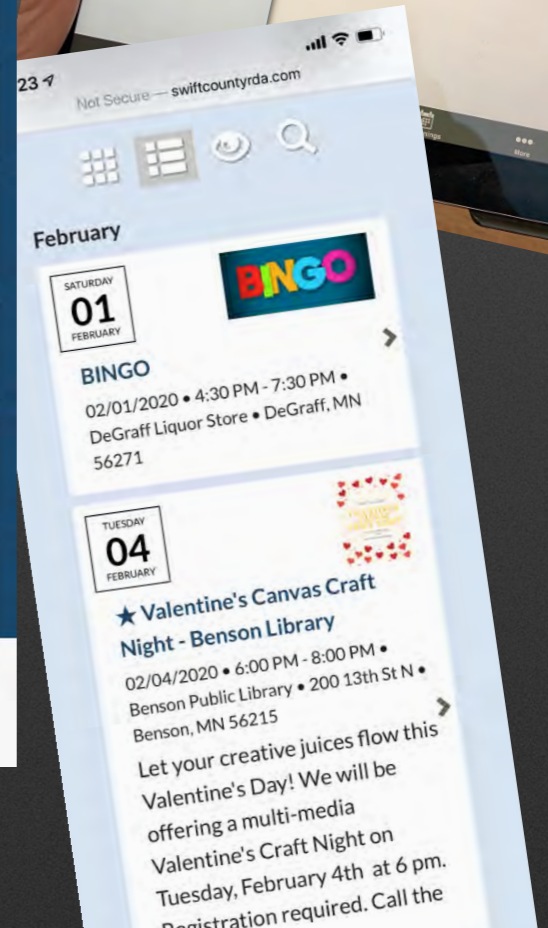 23
Not Secure — swiftcountyrda.com
More
February
SATURDAY
01
FEBRUARY
BINGO
BINGO
02/01/2020 • 4:30 PM - 7:30 PM •
DeGraff Liquor Store • DeGraff, MN
56271
TUESDAY
04
FEBRUARY
★ Valentine's Canvas Craft
Night - Benson Library
02/04/2020 • 6:00 PM - 8:00 PM •
Benson Public Library • 200 13th St N •
Benson, MN 56215
Let your creative juices flow this
Valentine's Day! We will be
offering a multi-media
Valentine's Craft Night on
Tuesday, February 4th at 6 pm.
Registration required. Call the